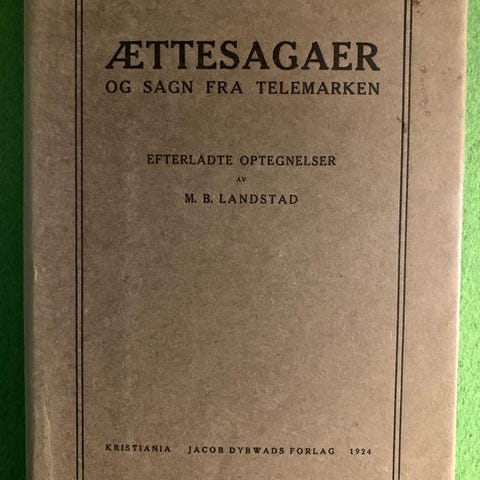 ÆTTESAGAER
OG SAGN FRA TELEMARKEN
EFTERLADTE OPTEGNELSER
AV
M. B. LANDSTAD
KRISTIANIA JACOB DYBWADS FORLAG 1924